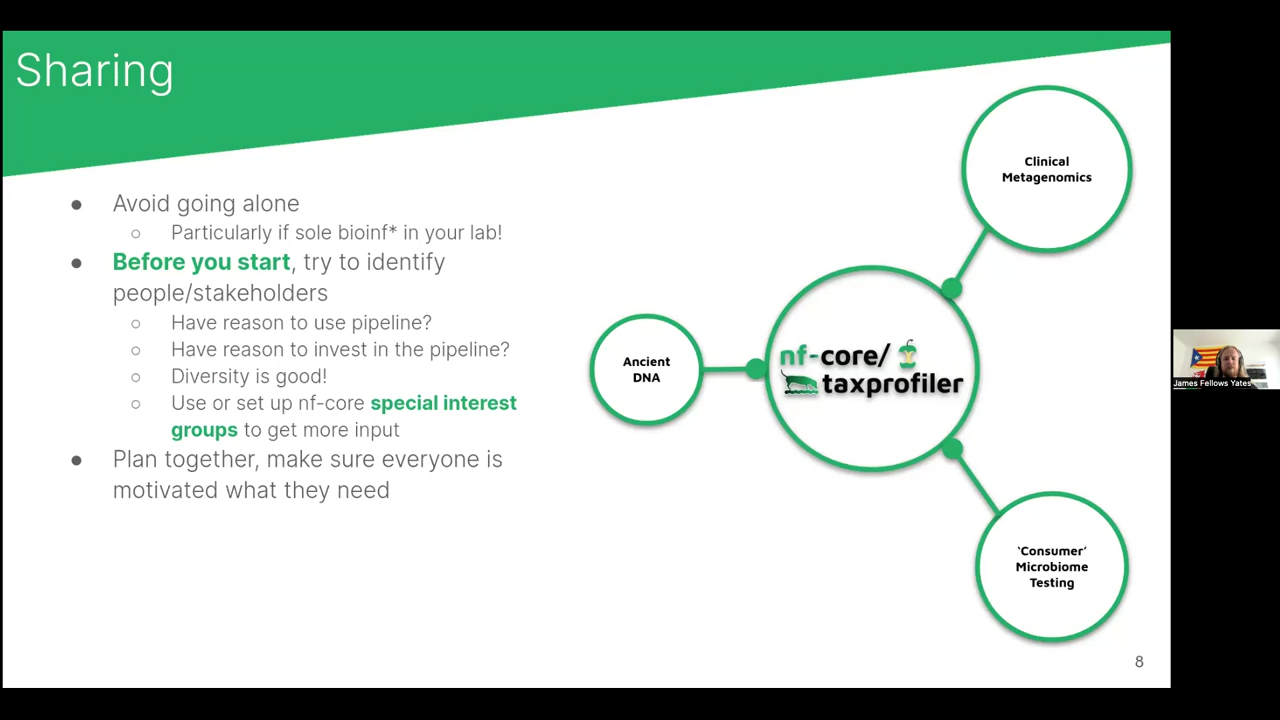 Sharing
● Avoid going alone
○ Particularly if sole bioinf* in your lab!
● Before you start, try to identify
people/stakeholders
○ Have reason to use pipeline?
○ Have reason to invest in the pipeline?
○ Diversity is good!
○ Use or set up nf-core special interest
groups to get more input
● Plan together, make sure everyone is
motivated what they need
Clinical
Metagenomics
Ancient
DNA
nf-core/
taxprofiler
‘Consumer’
Microbiome
Testing
8
James Fellows Yates